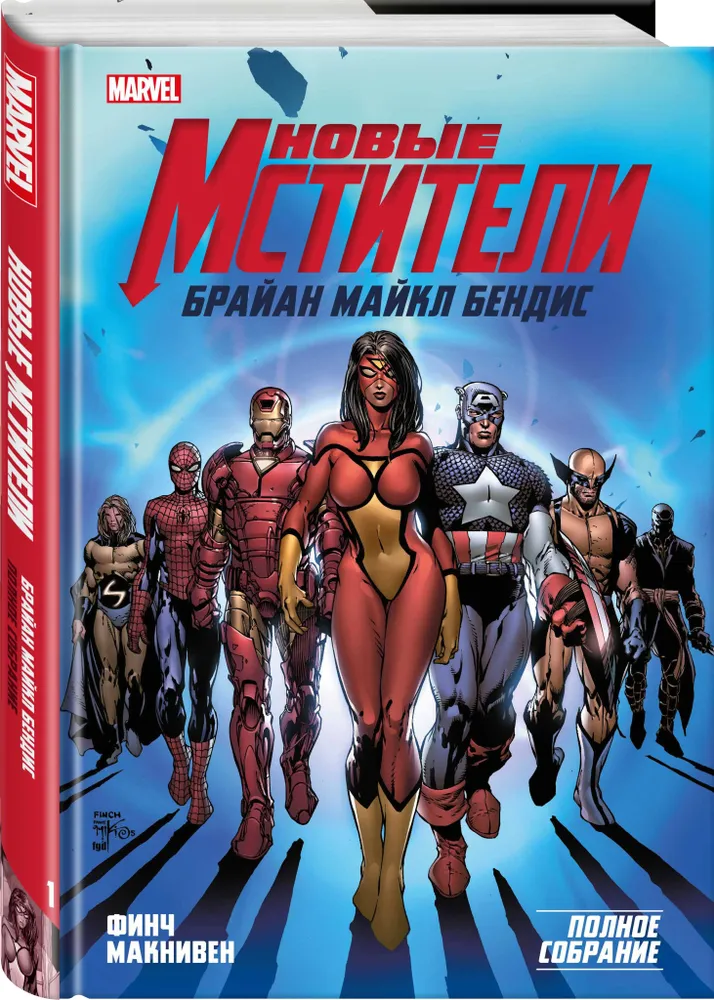 MARVEL
НОВЫЕ
МСТИТЕЛИ
БРАЙАН МАЙКЛ БЕНДИС
FINCH
fgd
ФИНЧ
МАКНИВЕН
ПОЛНОЕ
СОБРАНИЕ
MARVEL
НОВЫЕ МСТИТЕЛИ
БРАЙАН МАЙКЛ БЕНДИС
ПОЛНОЕ СОБРАНИЕ
1